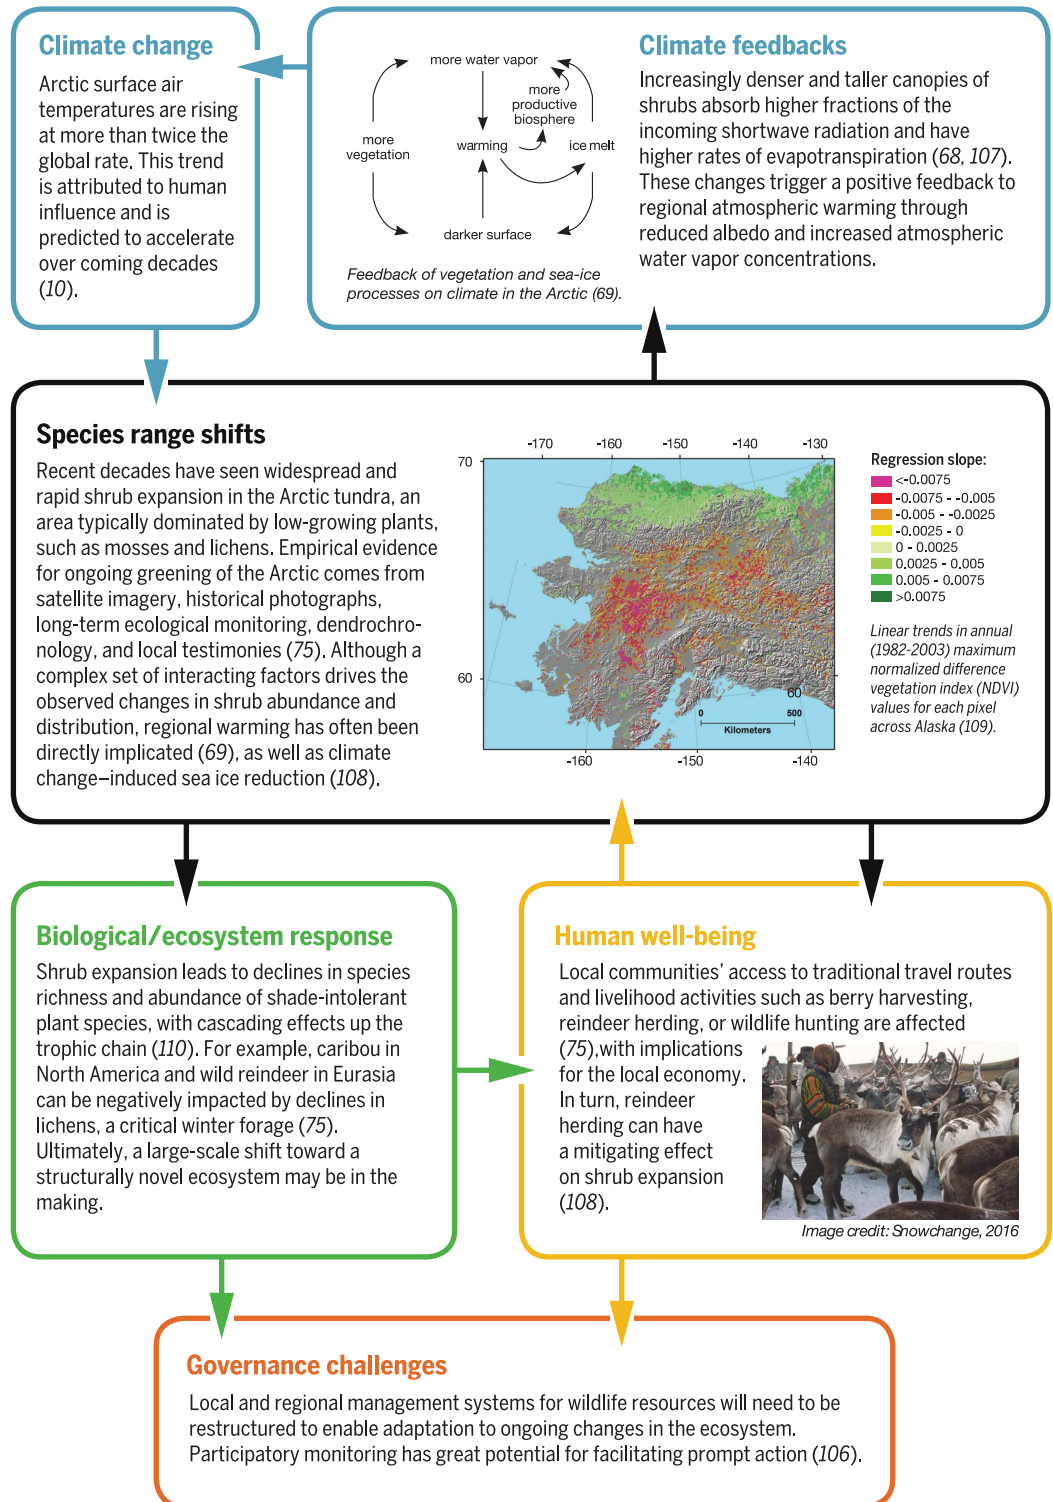 Climate change
Arctic surface air
temperatures are rising
at more than twice the
global rate. This trend
is attributed to human
influence and is
predicted to accelerate
over coming decades
(10).
more water vapor
more
productive
biosphere
more
vegetation
warming
ice melt
darker surface
Feedback of vegetation and sea-ice
processes on climate in the Arctic (69).
Climate feedbacks
Increasingly denser and taller canopies of
shrubs absorb higher fractions of the
incoming shortwave radiation and have
higher rates of evapotranspiration (68, 107).
These changes trigger a positive feedback to
regional atmospheric warming through
reduced albedo and increased atmospheric
water vapor concentrations.
Species range shifts
Recent decades have seen widespread and
rapid shrub expansion in the Arctic tundra, an
area typically dominated by low-growing plants,
such as mosses and lichens. Empirical evidence
for ongoing greening of the Arctic comes from
satellite imagery, historical photographs,
long-term ecological monitoring, dendrochro-
nology, and local testimonies (75). Although a
complex set of interacting factors drives the
observed changes in shrub abundance and
distribution, regional warming has often been
directly implicated (69), as well as climate
change–induced sea ice reduction (108).
-170 -160 -150 -140 -130
70
60
60
0 500
Kilometers
-160 -150 -140
Regression slope:
<-0.0075
-0.0075 - -0.005
-0.005 - -0.0025
-0.0025 - 0
0 - 0.0025
0.0025 - 0.005
0.005 - 0.0075
>0.0075
Linear trends in annual
(1982-2003) maximum
normalized difference
vegetation index (NDVI)
values for each pixel
across Alaska (109).
Biological/ecosystem response
Shrub expansion leads to declines in species
richness and abundance of shade-intolerant
plant species, with cascading effects up the
trophic chain (110). For example, caribou in
North America and wild reindeer in Eurasia
can be negatively impacted by declines in
lichens, a critical winter forage (75).
Ultimately, a large-scale shift toward a
structurally novel ecosystem may be in the
making.
Human well-being
Local communities' access to traditional travel routes
and livelihood activities such as berry harvesting,
reindeer herding, or wildlife hunting are affected
(75),with implications
for the local economy.
In turn, reindeer
herding can have
a mitigating effect
on shrub expansion
(108).
Image credit: Snowchange, 2016
Governance challenges
Local and regional management systems for wildlife resources will need to be
restructured to enable adaptation to ongoing changes in the ecosystem.
Participatory monitoring has great potential for facilitating prompt action (106).